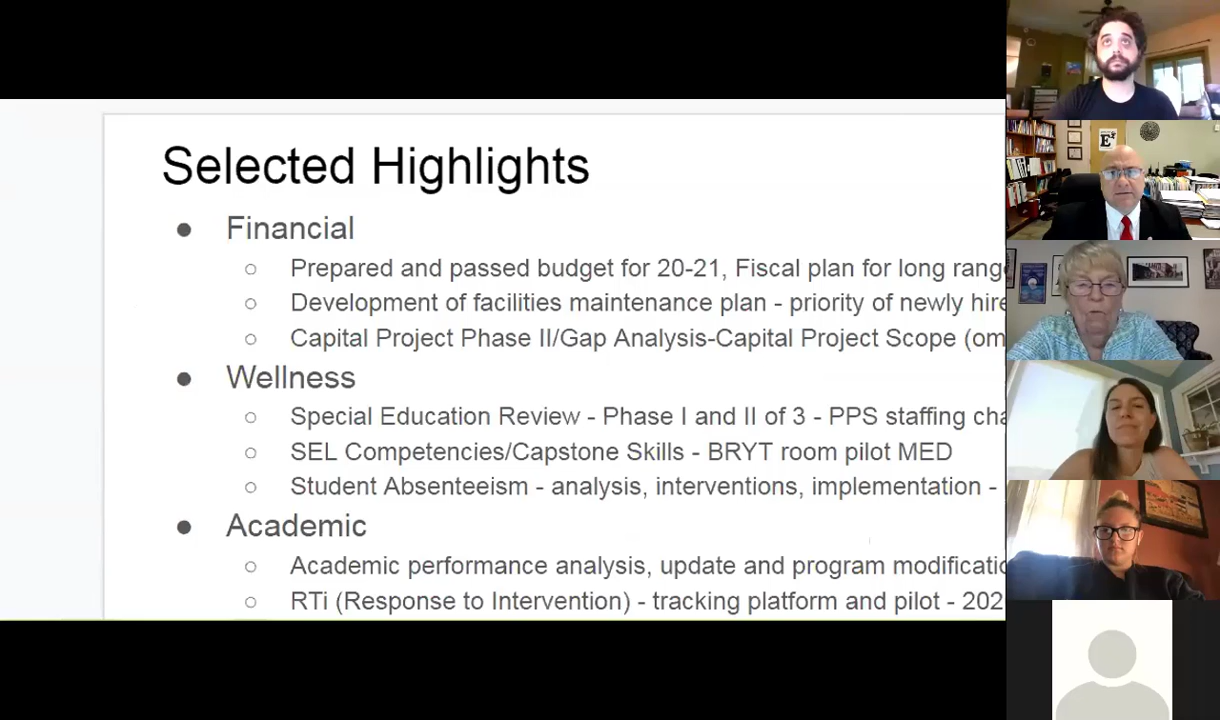 Selected Highlights
● Financial
○ Prepared and passed budget for 20-21, Fiscal plan for long rang
○ Development of facilities maintenance plan - priority of newly hire
○ Capital Project Phase II/Gap Analysis-Capital Project Scope (om
● Wellness
○ Special Education Review - Phase I and II of 3 - PPS staffing cha
○ SEL Competencies/Capstone Skills - BRYT room pilot MED
○ Student Absenteeism - analysis, interventions, implementation -
● Academic
○ Academic performance analysis, update and program modificatio
○ RTi (Response to Intervention) - tracking platform and pilot - 202